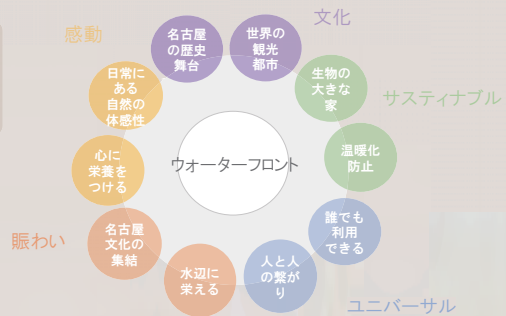 文化
感動
名古屋
の歴史
舞台
世界の
観光
都市
日常に
ある
自然の
体感性
生物の
大きな
家
サスティナブル
心に
栄養を
つける
ウォーターフロント
温暖化
防止
名古屋
文化の
集結
誰でも
利用
できる
賑わい
水辺に
栄える
人と人
の繋が
り
ユニバーサル